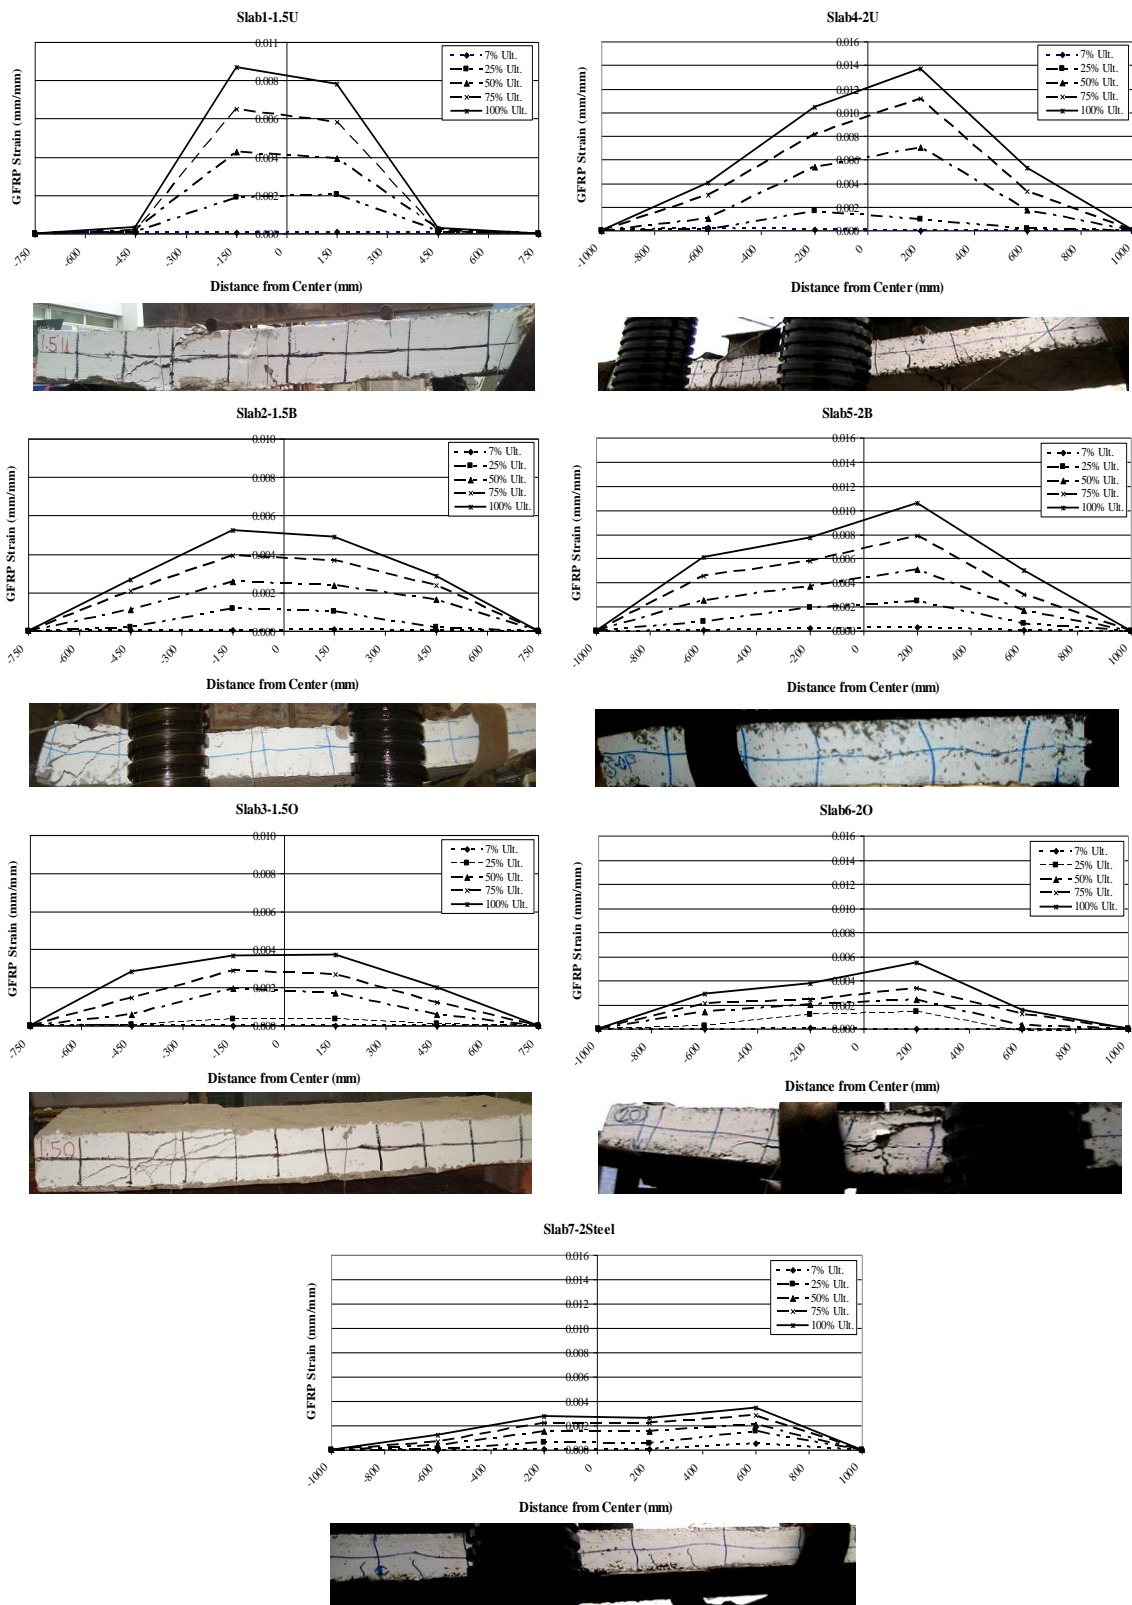 Slab1-1.5U
GFRP Strain (mm/mm)
0.011
0.008
0.006
0.004
0.002
0.000
7% Ult.
25% Ult.
50% Ult.
75% Ult.
100% Ult.
-750
-600
-450
-300
-150
0
150
300
450
600
750
Distance from Center (mm)
1.5U
Slab4-2U
GFRP Strain (mm/mm)
0.016
0.014
0.012
0.010
0.008
0.006
0.004
0.002
0.000
7% Ult.
25% Ult.
50% Ult.
75% Ult.
100% Ult.
-1000
-800
-600
-400
-200
0
200
400
600
800
1000
Distance from Center (mm)
Slab2-1.5B
GFRP Strain (mm/mm)
0.010
0.008
0.006
0.004
0.002
0.000
7% Ult.
25% Ult.
50% Ult.
75% Ult.
100% Ult.
-750
-600
-450
-300
-150
0
150
300
450
600
750
Distance from Center (mm)
Slab5-2B
GFRP Strain (mm/mm)
0.016
0.014
0.012
0.010
0.008
0.006
0.004
0.002
0.000
7% Ult.
25% Ult.
50% Ult.
75% Ult.
100% Ult.
-1000
-800
-600
-400
-200
0
200
400
600
800
1000
Distance from Center (mm)
Slab3-1.5O
GFRP Strain (mm/mm)
0.010
0.008
0.006
0.004
0.002
0.000
7% Ult.
25% Ult.
50% Ult.
75% Ult.
100% Ult.
-750
-600
-450
-300
-150
0
150
300
450
600
750
Distance from Center (mm)
1.5O
Slab6-2O
GFRP Strain (mm/mm)
0.016
0.014
0.012
0.010
0.008
0.006
0.004
0.002
0.000
7% Ult.
25% Ult.
50% Ult.
75% Ult.
100% Ult.
-1000
-800
-600
-400
-200
0
200
400
600
800
1000
Distance from Center (mm)
2O
Slab7-2Steel
GFRP Strain (mm/mm)
0.016
0.014
0.012
0.010
0.008
0.006
0.004
0.002
0.000
7% Ult.
25% Ult.
50% Ult.
75% Ult.
100% Ult.
-1000
-800
-600
-400
-200
0
200
400
600
800
1000
Distance from Center (mm)